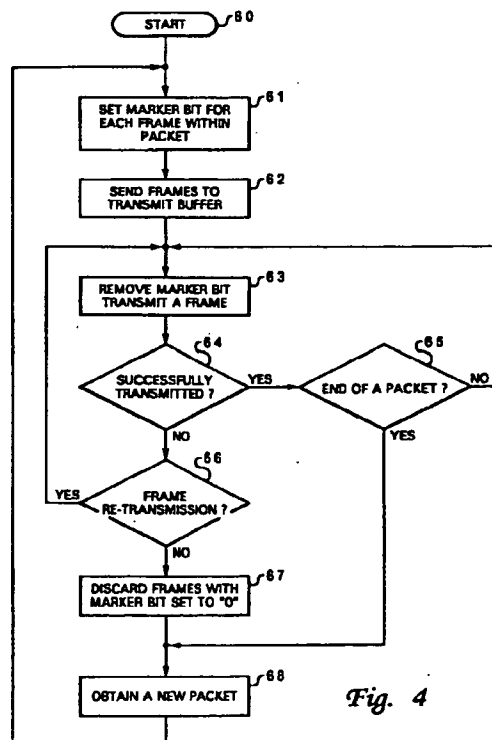 START
60
61
SET MARKER BIT FOR
EACH FRAME WITHIN
PACKET
62
SEND FRAMES TO
TRANSMIT BUFFER
63
REMOVE MARKER BIT
TRANSMIT A FRAME
64
SUCCESSFULLY
TRANSMITTED ?
YES
65
END OF A PACKET ?
NO
NO
YES
66
YES
FRAME
RE-TRANSMISSION ?
NO
67
DISCARD FRAMES WITH
MARKER BIT SET TO "0"
68
OBTAIN A NEW PACKET
Fig. 4